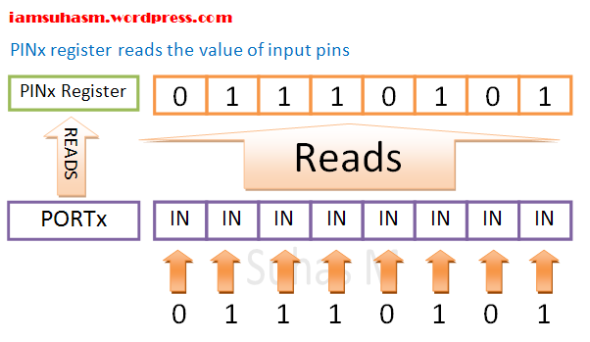 iamsuhasm.wordpress.com
PINx register reads the value of input pins
PINx Register 0 1 1 1 0 1 0 1
READS
Reads
PORTx IN IN IN IN IN IN IN IN
Suhas M
0 1 1 1 0 1 0 1